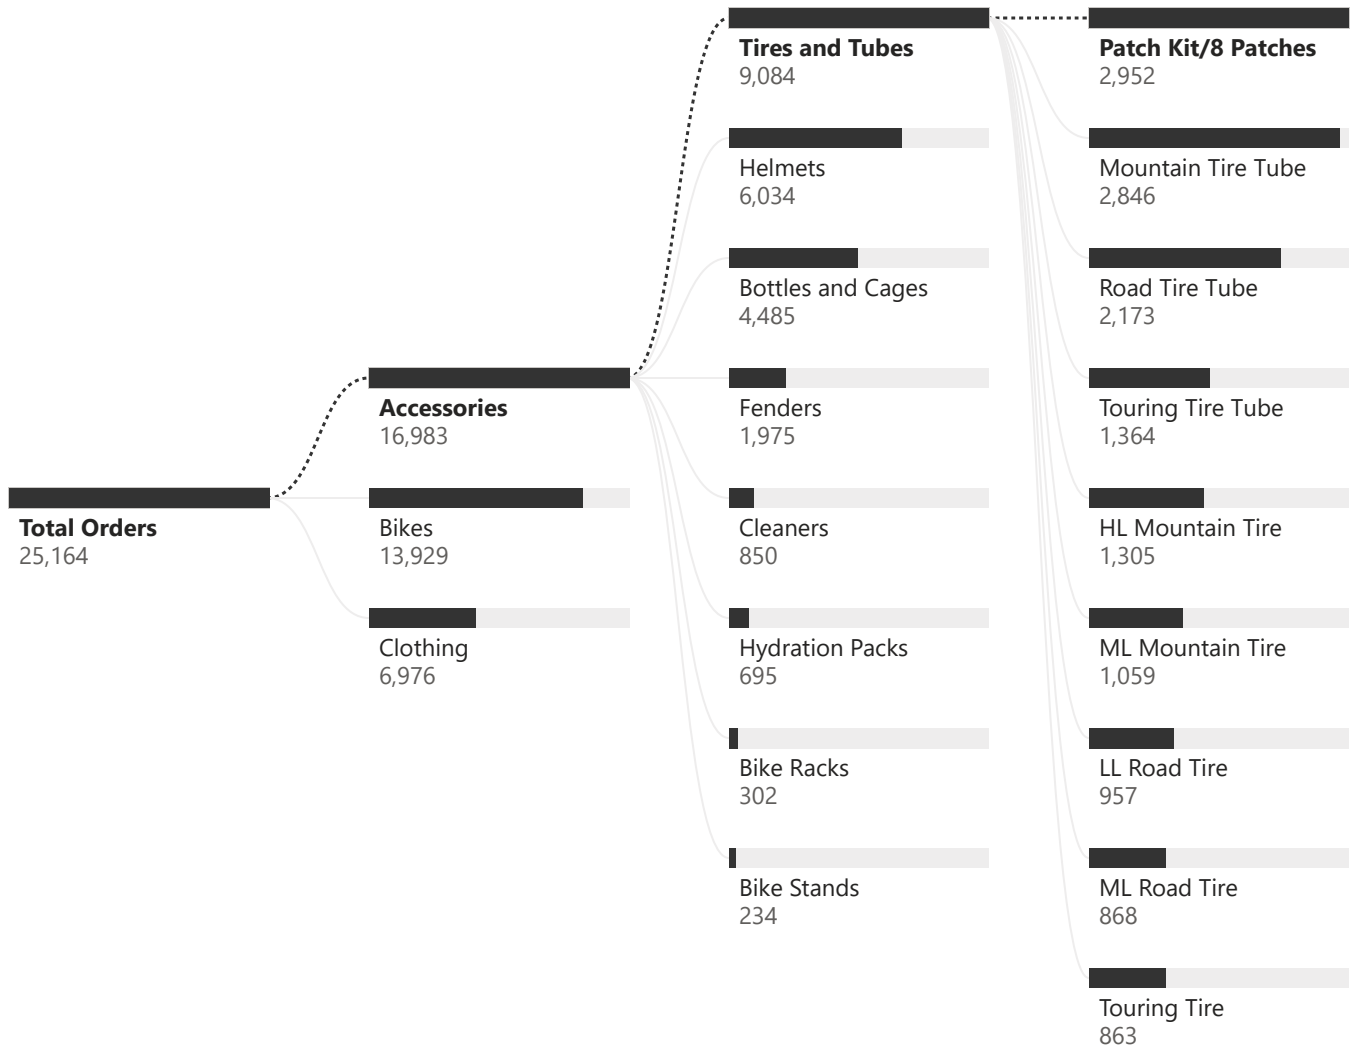 Total Orders
25,164
Accessories
16,983
Bikes
13,929
Clothing
6,976
Tires and Tubes
9,084
Helmets
6,034
Bottles and Cages
4,485
Fenders
1,975
Cleaners
850
Hydration Packs
695
Bike Racks
302
Bike Stands
234
Patch Kit/8 Patches
2,952
Mountain Tire Tube
2,846
Road Tire Tube
2,173
Touring Tire Tube
1,364
HL Mountain Tire
1,305
ML Mountain Tire
1,059
LL Road Tire
957
ML Road Tire
868
Touring Tire
863